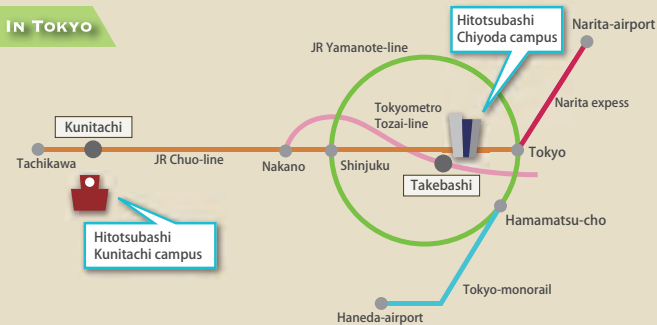 IN TOKYO
Hitotsubashi
Chiyoda campus
Narita-airport
JR Yamanote-line
Narita expess
Tokyometro
Tozai-line
Kunitachi
Tachikawa
JR Chuo-line
Nakano
Shinjuku
Tokyo
Takebashi
Hitotsubashi
Kunitachi campus
Hamamatsu-cho
Tokyo-monorail
Haneda-airport